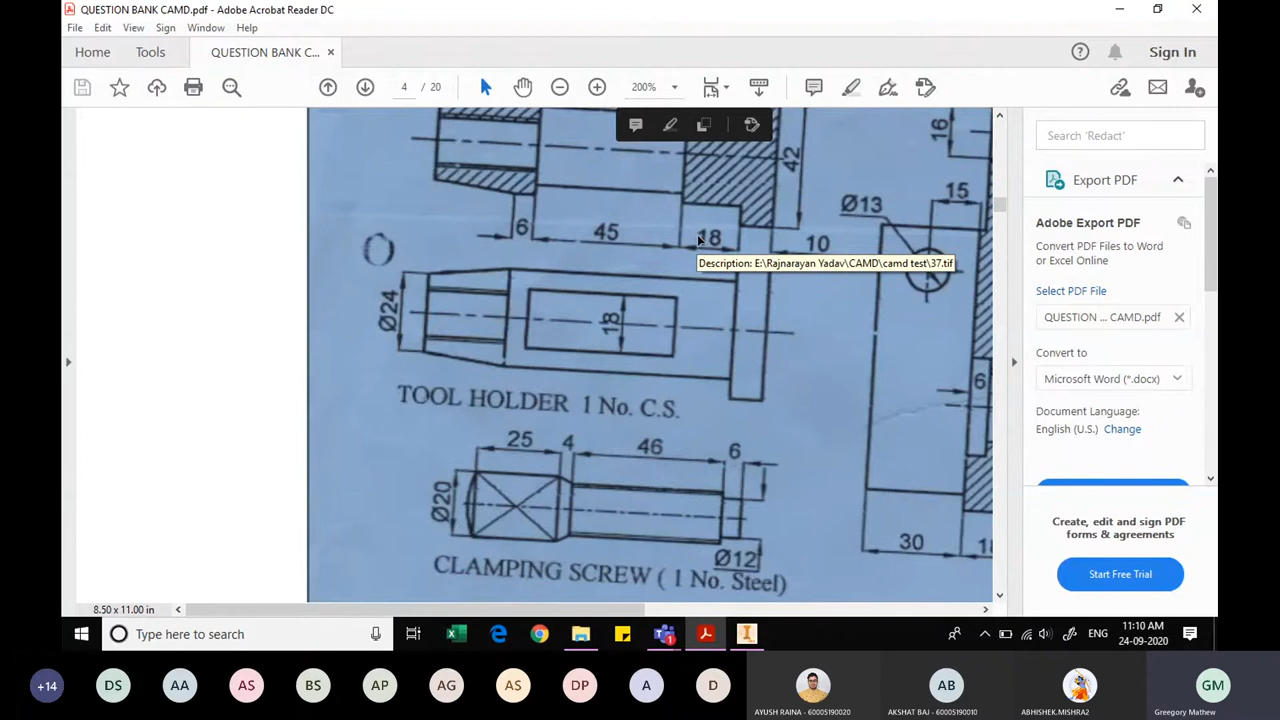 QUESTION BANK CAMD.pdf - Adobe Acrobat Reader DC
File Edit View Sign Window Help
Home Tools QUESTION BANK C... × Sign In
4 / 20 200%
16
42
15
Ø13
6 45 18 10
Description: E:\Rajnarayan Yadav\CAMD\camd test\37.tif
O
Ø24
18
6
TOOL HOLDER 1 No. C.S.
25 4 46 6
Ø20
30
Ø12
CLAMPING SCREW ( 1 No. Steel)
8.50 x 11.00 in
Search 'Redact'
Export PDF
Adobe Export PDF
Convert PDF Files to Word
or Excel Online
Select PDF File
QUESTION ... CAMD.pdf
Convert to
Microsoft Word (*.docx)
Document Language:
English (U.S.) Change
Create, edit and sign PDF
forms & agreements
Start Free Trial
Type here to search
ENG
11:10 AM
24-09-2020
+14 DS AA AS BS AP AG AS DP A D AB GM
AYUSH RAINA - 60005190020 AKSHAT BAJ - 60005190010 ABHISHEK.MISHRA2 Greegory Mathew